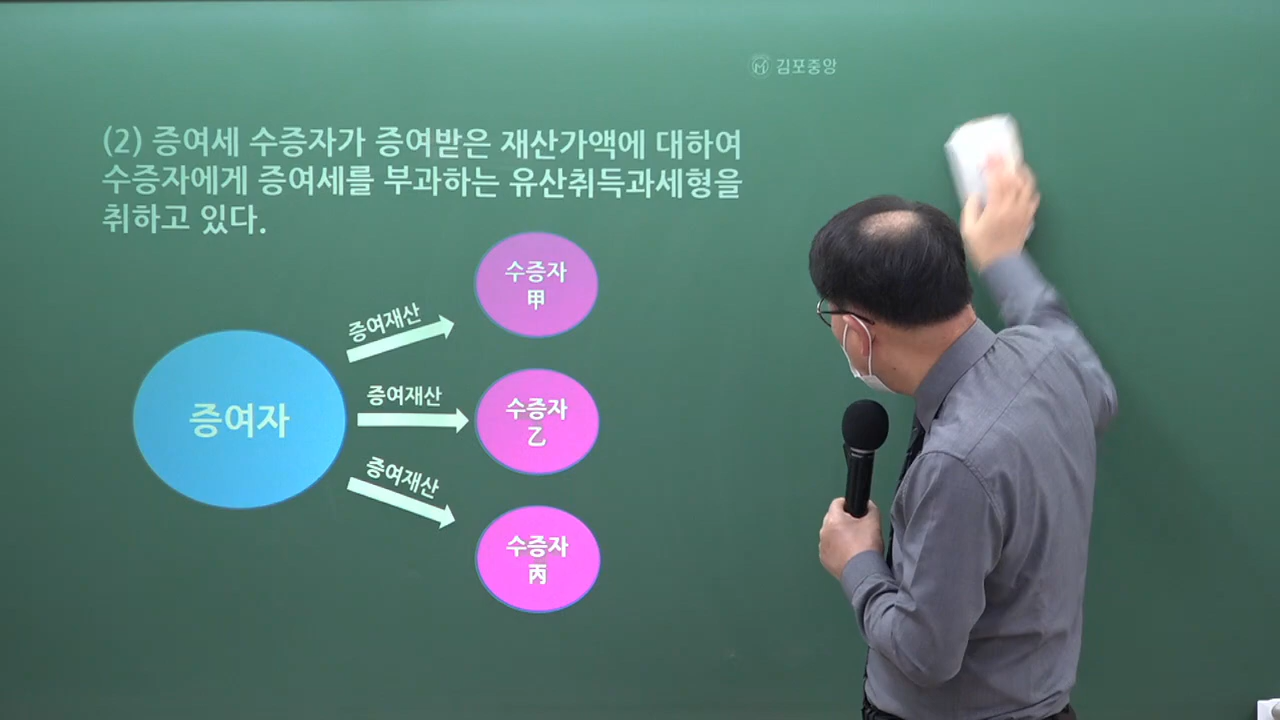 김포중앙
(2) 증여세 수증자가 증여받은 재산가액에 대하여
수증자에게 증여세를 부과하는 유산취득과세형을
취하고 있다.
수증자
甲
증여재산
증여자
증여재산
수증자
乙
증여재산
수증자
丙